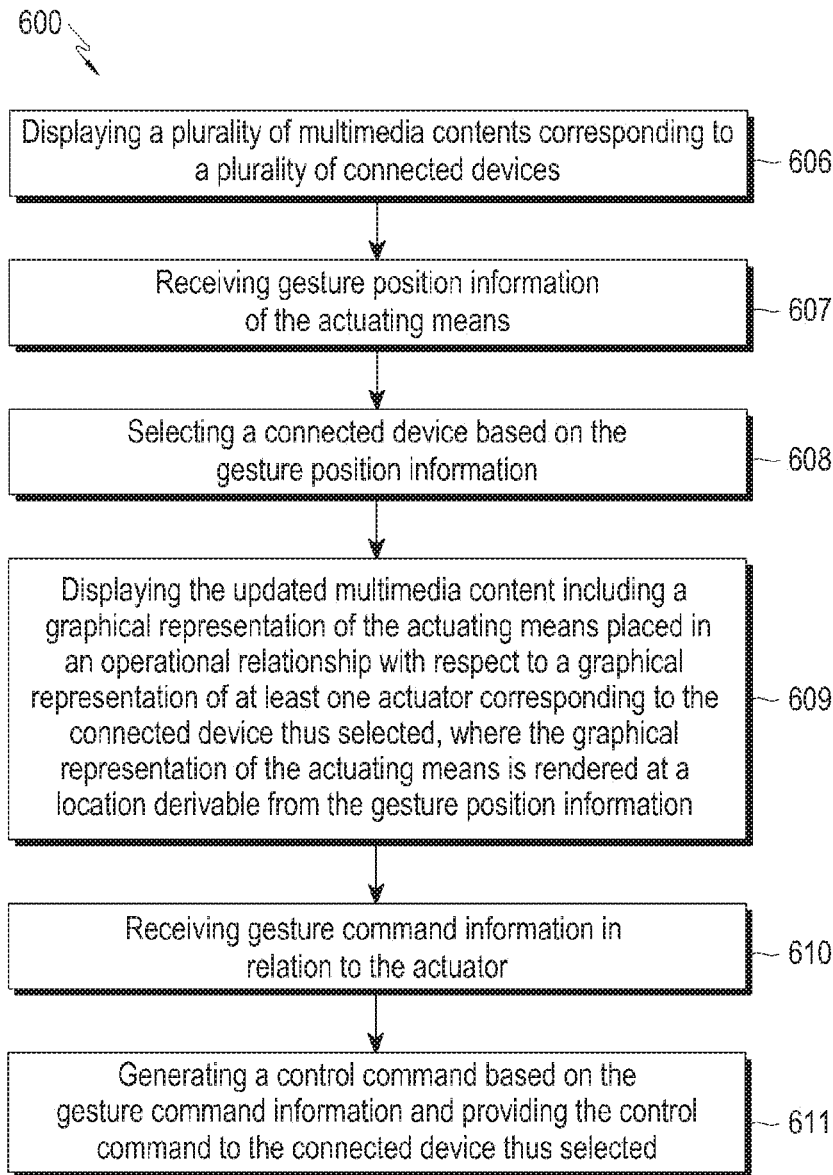 600
Displaying a plurality of multimedia contents corresponding to
a plurality of connected devices
606
Receiving gesture position information
of the actuating means
607
Selecting a connected device based on the
gesture position information
608
Displaying the updated multimedia content including a
graphical representation of the actuating means placed in
an operational relationship with respect to a graphical
representation of at least one actuator corresponding to the
connected device thus selected, where the graphical
representation of the actuating means is rendered at a
location derivable from the gesture position information
609
Receiving gesture command information in
relation to the actuator
610
Generating a control command based on the
gesture command information and providing the control
command to the connected device thus selected
611